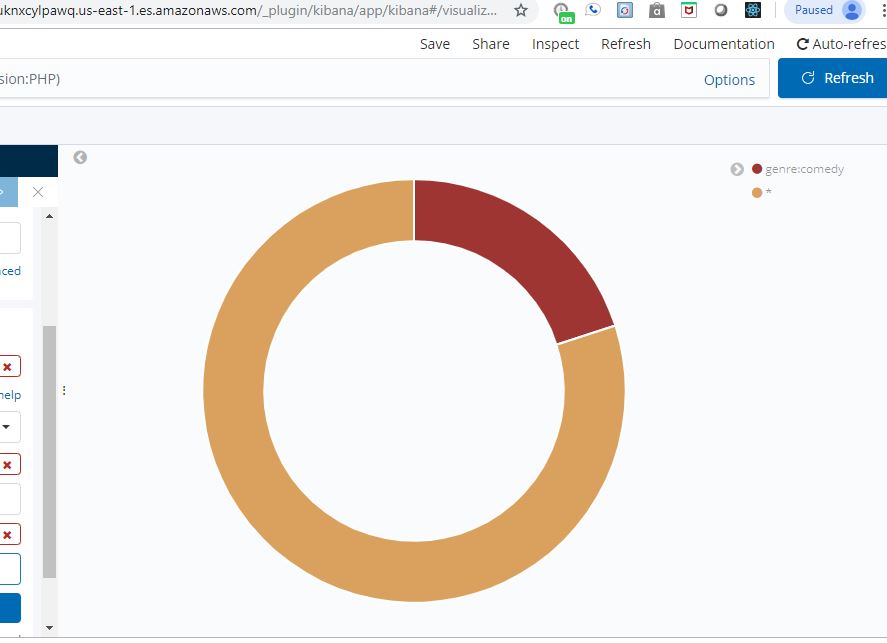 uknxcylpawq.us-east-1.es.amazonaws.com/_plugin/kibana/app/kibana#/visualiz... on Paused
Save Share Inspect Refresh Documentation Auto-refres
sion:PHP) Options Refresh
genre:comedy
*
nced
help